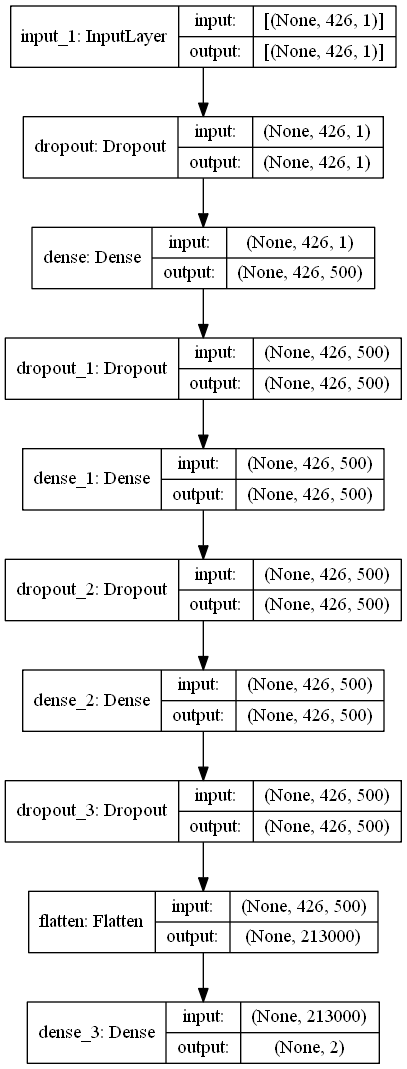 input_1: InputLayer
input: [(None, 426, 1)]
output: [(None, 426, 1)]
dropout: Dropout
input: (None, 426, 1)
output: (None, 426, 1)
dense: Dense
input: (None, 426, 1)
output: (None, 426, 500)
dropout_1: Dropout
input: (None, 426, 500)
output: (None, 426, 500)
dense_1: Dense
input: (None, 426, 500)
output: (None, 426, 500)
dropout_2: Dropout
input: (None, 426, 500)
output: (None, 426, 500)
dense_2: Dense
input: (None, 426, 500)
output: (None, 426, 500)
dropout_3: Dropout
input: (None, 426, 500)
output: (None, 426, 500)
flatten: Flatten
input: (None, 426, 500)
output: (None, 213000)
dense_3: Dense
input: (None, 213000)
output: (None, 2)